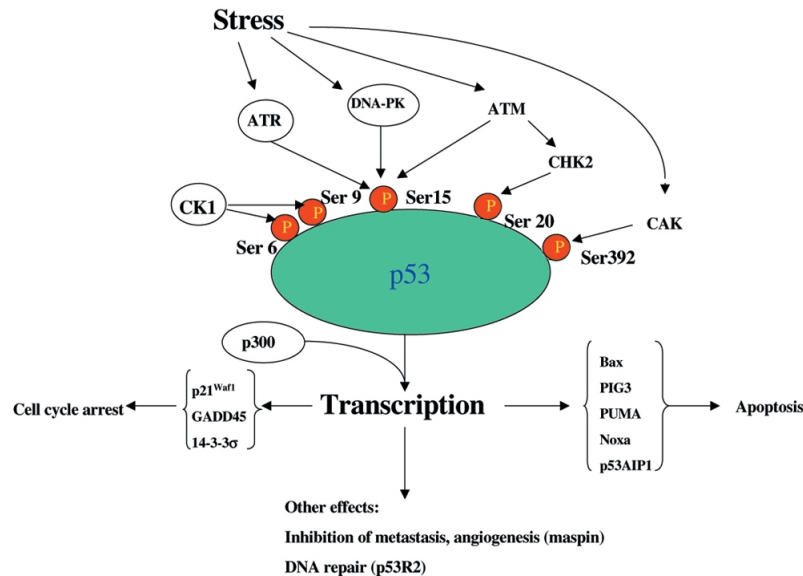 Stress
DNA-PK
ATR
ATM
CHK2
CK1
Ser 9
P
Ser15
P
P
Ser 20
CAK
P
Ser 6
P
Ser392
p53
p300
Bax
p21Waf1
PIG3
Cell cycle arrest
GADD45
Transcription
PUMA
Apoptosis
14-3-3σ
Noxa
p53AIP1
Other effects:
Inhibition of metastasis, angiogenesis (maspin)
DNA repair (p53R2)